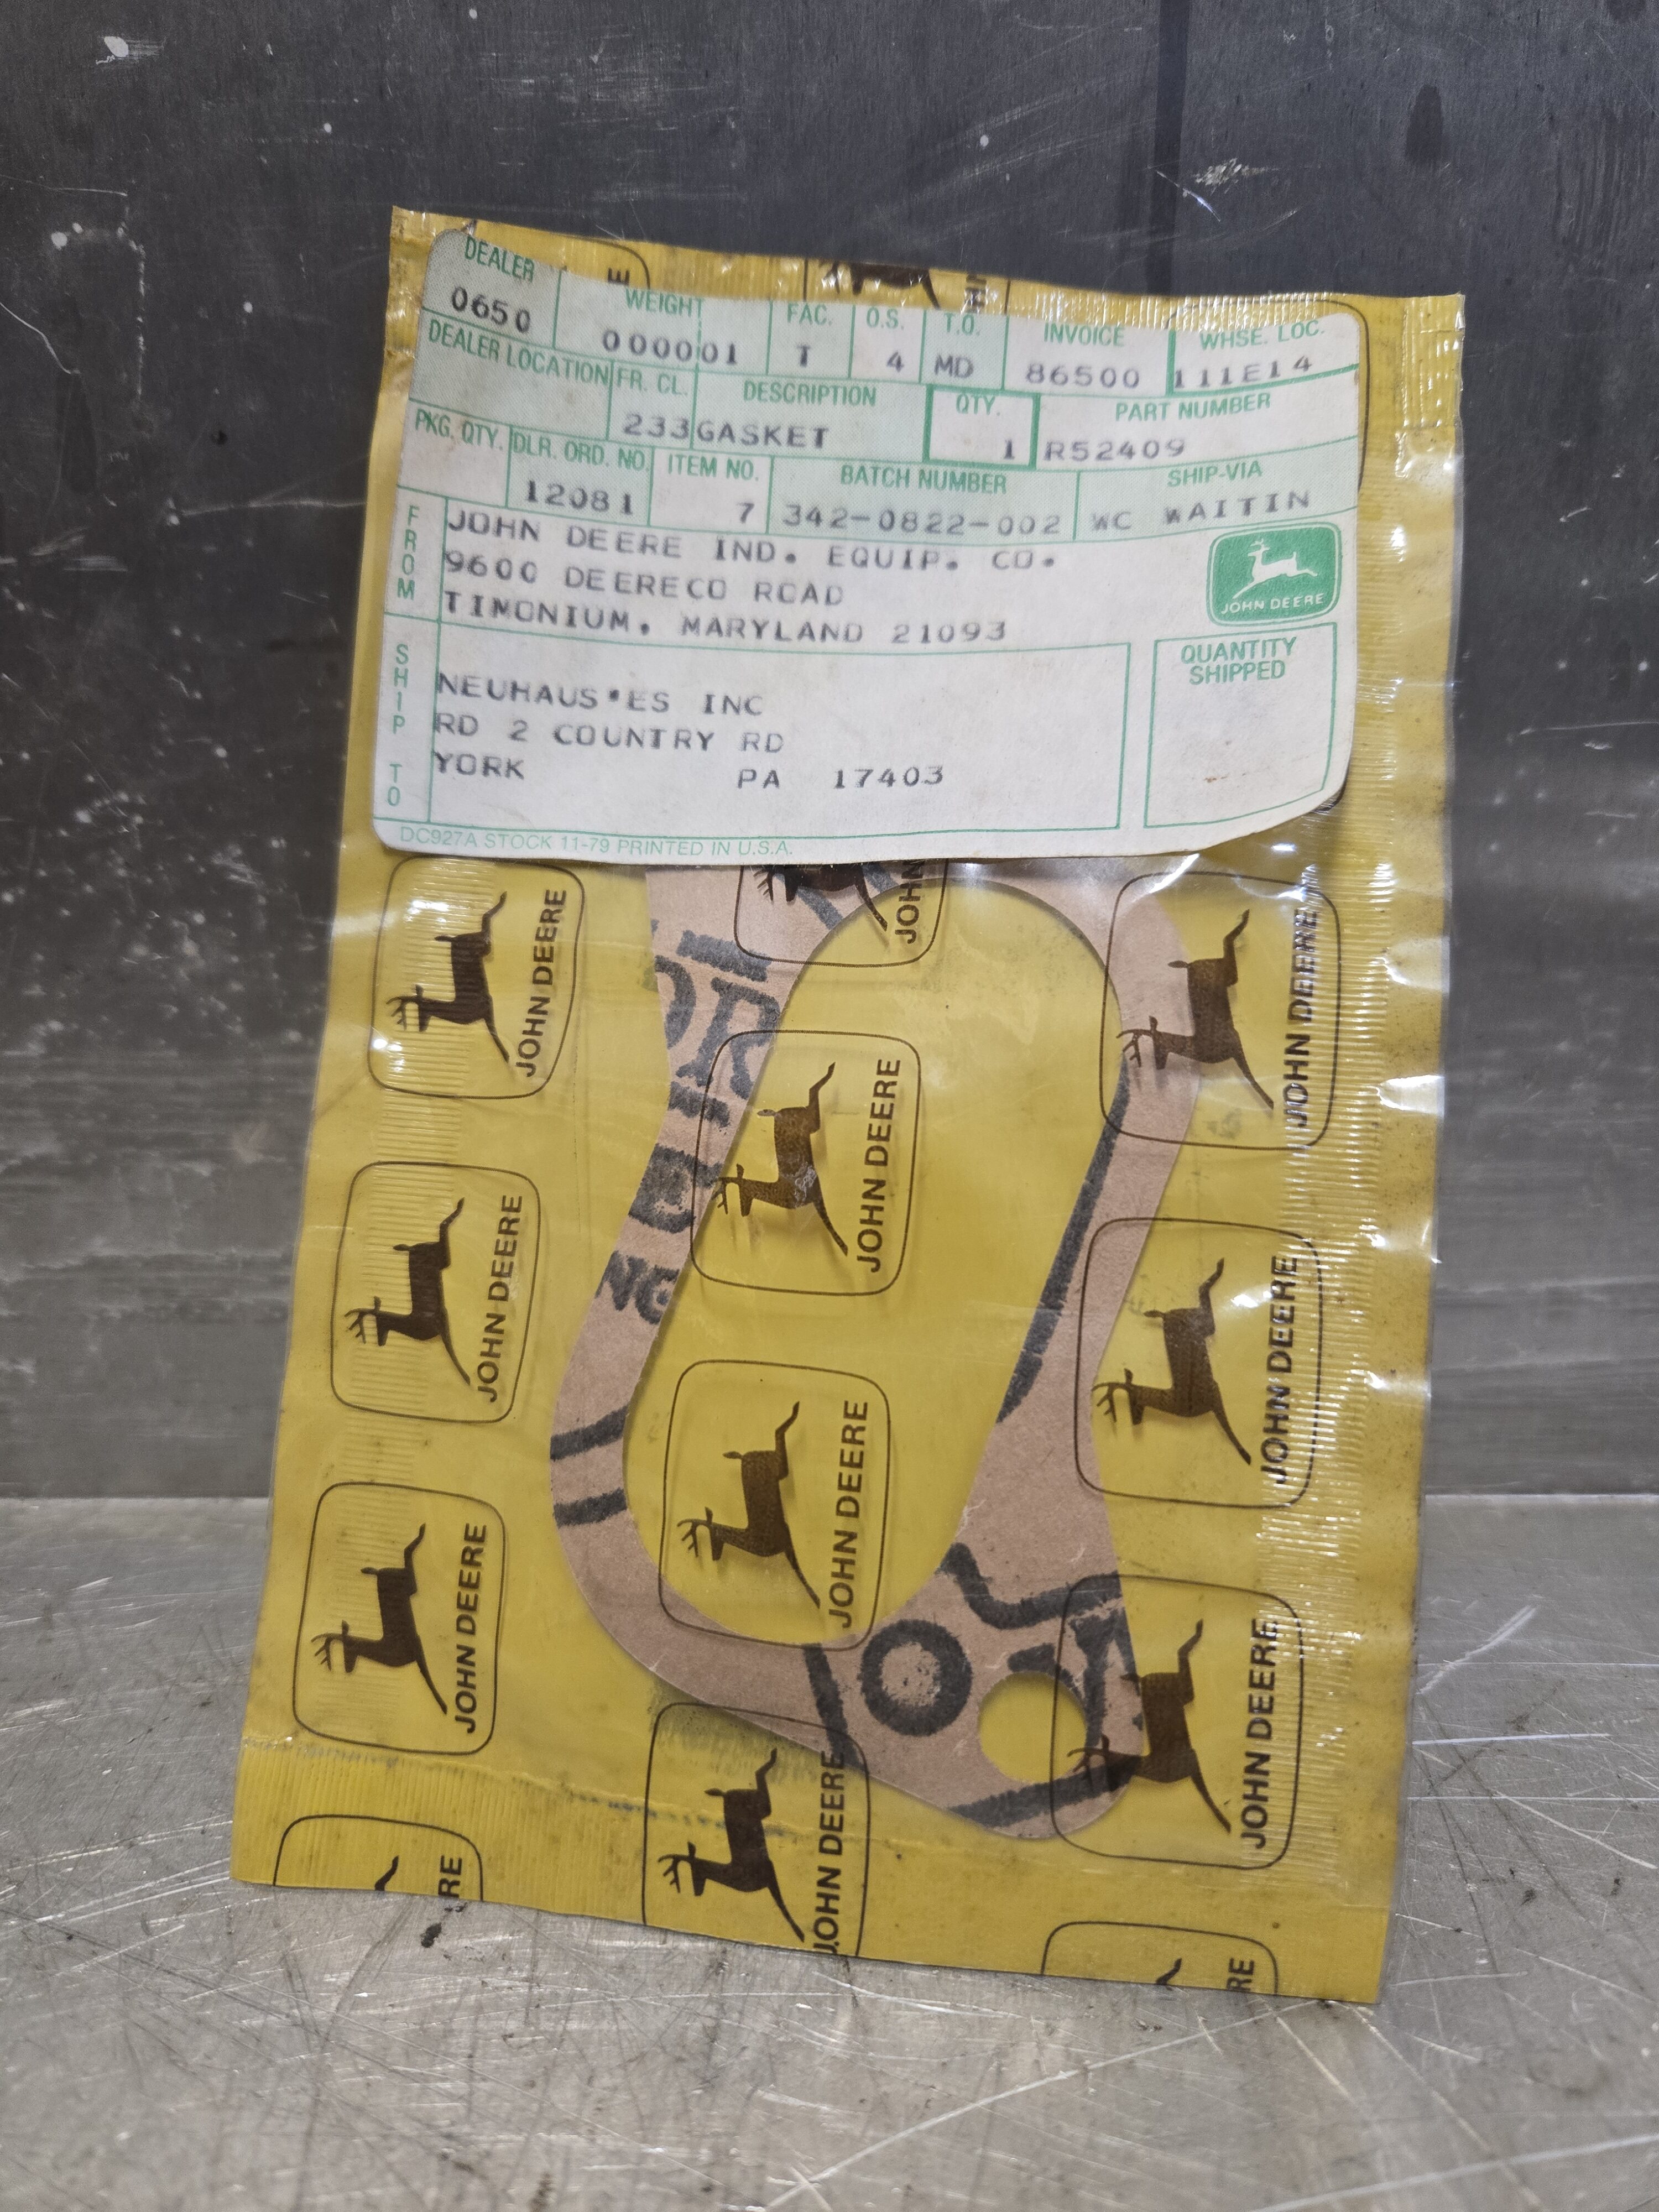 DEALER WEIGHT FAC. O.S. T.O. INVOICE WHSE. LOC.
0650 000001 T 4 MD 86500 111E14
DEALER LOCATION FR. CL. DESCRIPTION QTY. PART NUMBER
233 GASKET 1 R52409
PKG. QTY. DLR. ORD. NO. ITEM NO. BATCH NUMBER SHIP-VIA
12081 7 342-0822-002 WC WAITIN
FROM
JOHN DEERE IND. EQUIP. CO.
9600 DEERECO ROAD
TIMONIUM. MARYLAND 21093
JOHN DEERE
SHIP TO
NEUHAUS'ES INC
RD 2 COUNTRY RD
YORK PA 17403
QUANTITY
SHIPPED
DC927A STOCK 11-79 PRINTED IN U.S.A.
JOHN DEERE
JOHN DEERE
JOHN DEERE
JOHN DEERE
JOHN DEERE
JOHN DEERE
JOHN DEERE
JOHN DEERE
JOHN DEERE
JOHN
RE
RE
NG